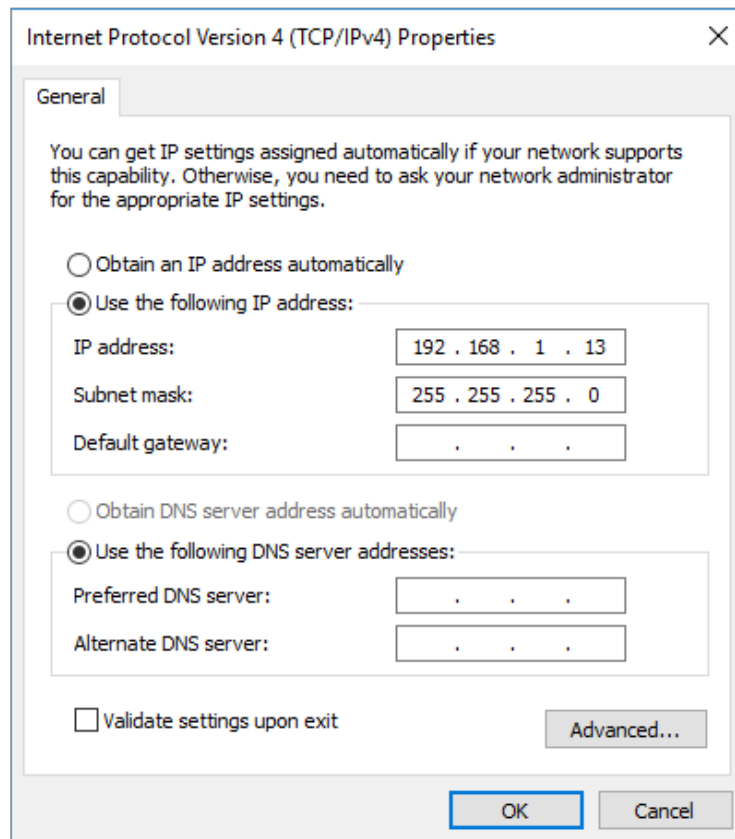 Internet Protocol Version 4 (TCP/IPv4) Properties
General
You can get IP settings assigned automatically if your network supports
this capability. Otherwise, you need to ask your network administrator
for the appropriate IP settings.
Obtain an IP address automatically
Use the following IP address:
IP address: 192 . 168 . 1 . 13
Subnet mask: 255 . 255 . 255 . 0
Default gateway: . . .
Obtain DNS server address automatically
Use the following DNS server addresses:
Preferred DNS server: . . .
Alternate DNS server: . . .
Validate settings upon exit
Advanced...
OK Cancel